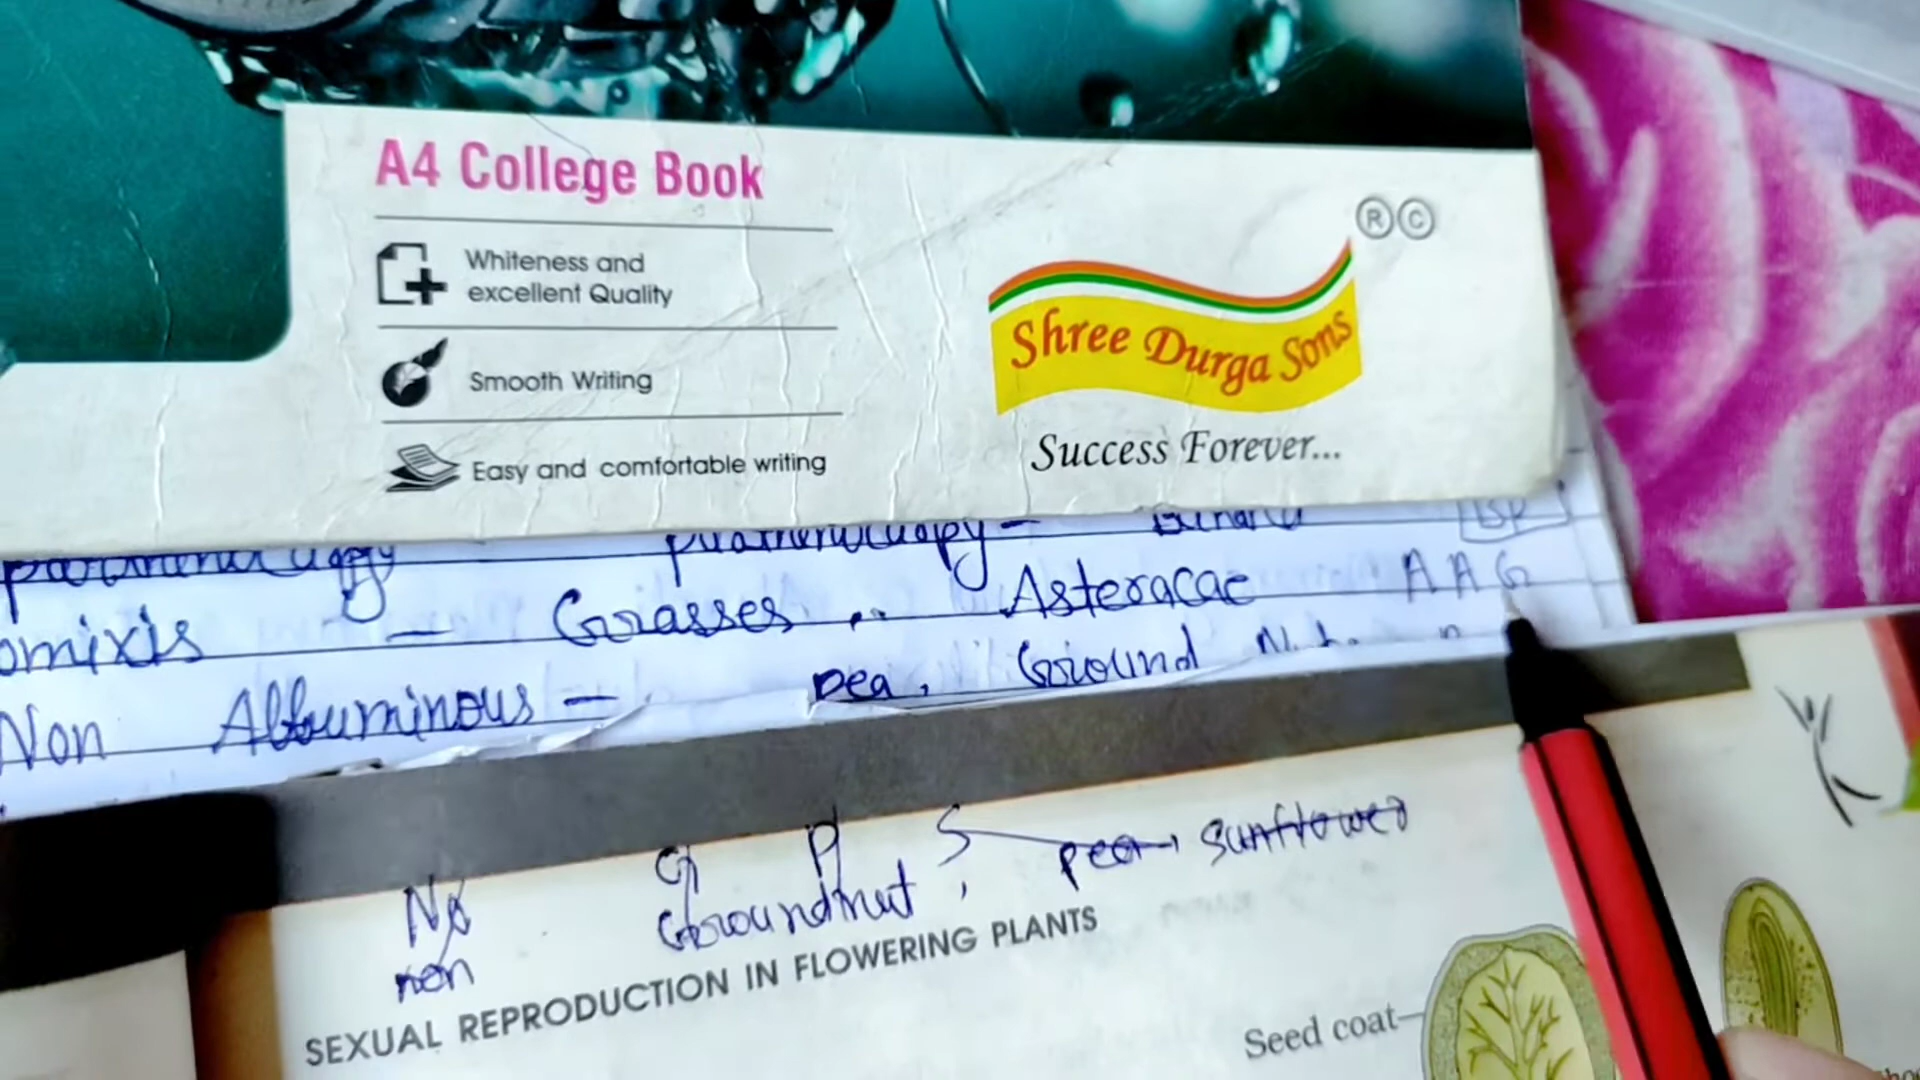 A4 College Book
Whiteness and
excellent Quality
Smooth Writing
Easy and comfortable writing
® ©
Shree Durga Sons
Success Forever...
omixis - Grasses, Asteracae AAG
Non Albuminous - pea, Ground
G P S pea, sunflower
Groundnut,
non
SEXUAL REPRODUCTION IN FLOWERING PLANTS
Seed coat